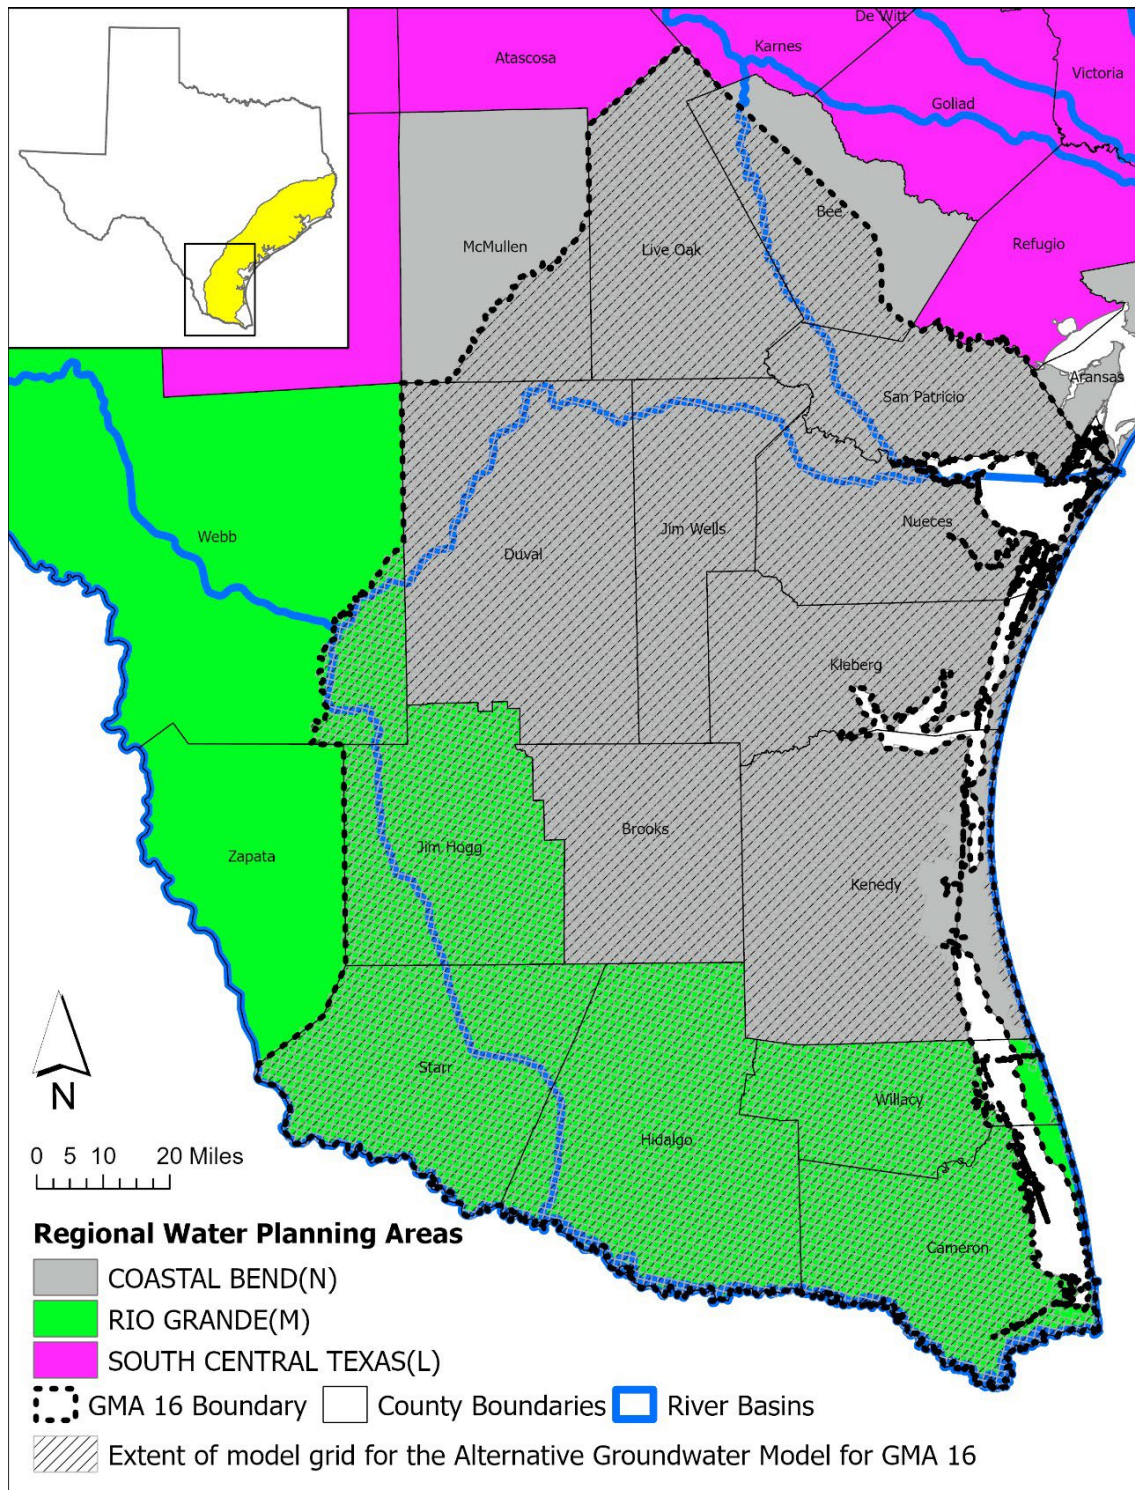 De Witt
Karnes
Atascosa
Victoria
Goliad
Bee
Refugio
McMullen
Live Oak
Aransas
San Patricio
Nueces
Webb
Duval
Jim Wells
Kleberg
Brooks
Zapata
Jim Hogg
Kenedy
Starr
Willacy
Hidalgo
Cameron
N
0 5 10 20 Miles
Regional Water Planning Areas
COASTAL BEND(N)
RIO GRANDE(M)
SOUTH CENTRAL TEXAS(L)
GMA 16 Boundary County Boundaries River Basins
Extent of model grid for the Alternative Groundwater Model for GMA 16